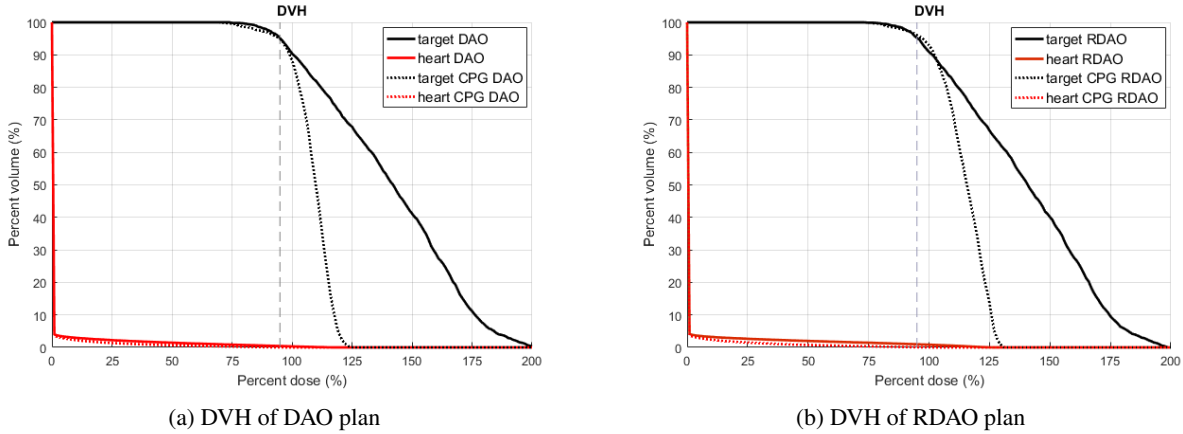 DVH
Percent volume (%)
100
90
80
70
60
50
40
30
20
10
0
target DAO
heart DAO
target CPG DAO
heart CPG DAO
0 25 50 75 100 125 150 175 200
Percent dose (%)
(a) DVH of DAO plan
DVH
Percent volume (%)
100
90
80
70
60
50
40
30
20
10
0
target RDAO
heart RDAO
target CPG RDAO
heart CPG RDAO
0 25 50 75 100 125 150 175 200
Percent dose (%)
(b) DVH of RDAO plan